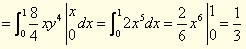 = ∫₀¹ 8/4 xy⁴ |₀ˣ dx = ∫₀¹ 2x⁵ dx = 2/6 x⁶ |₀¹ = 1/3